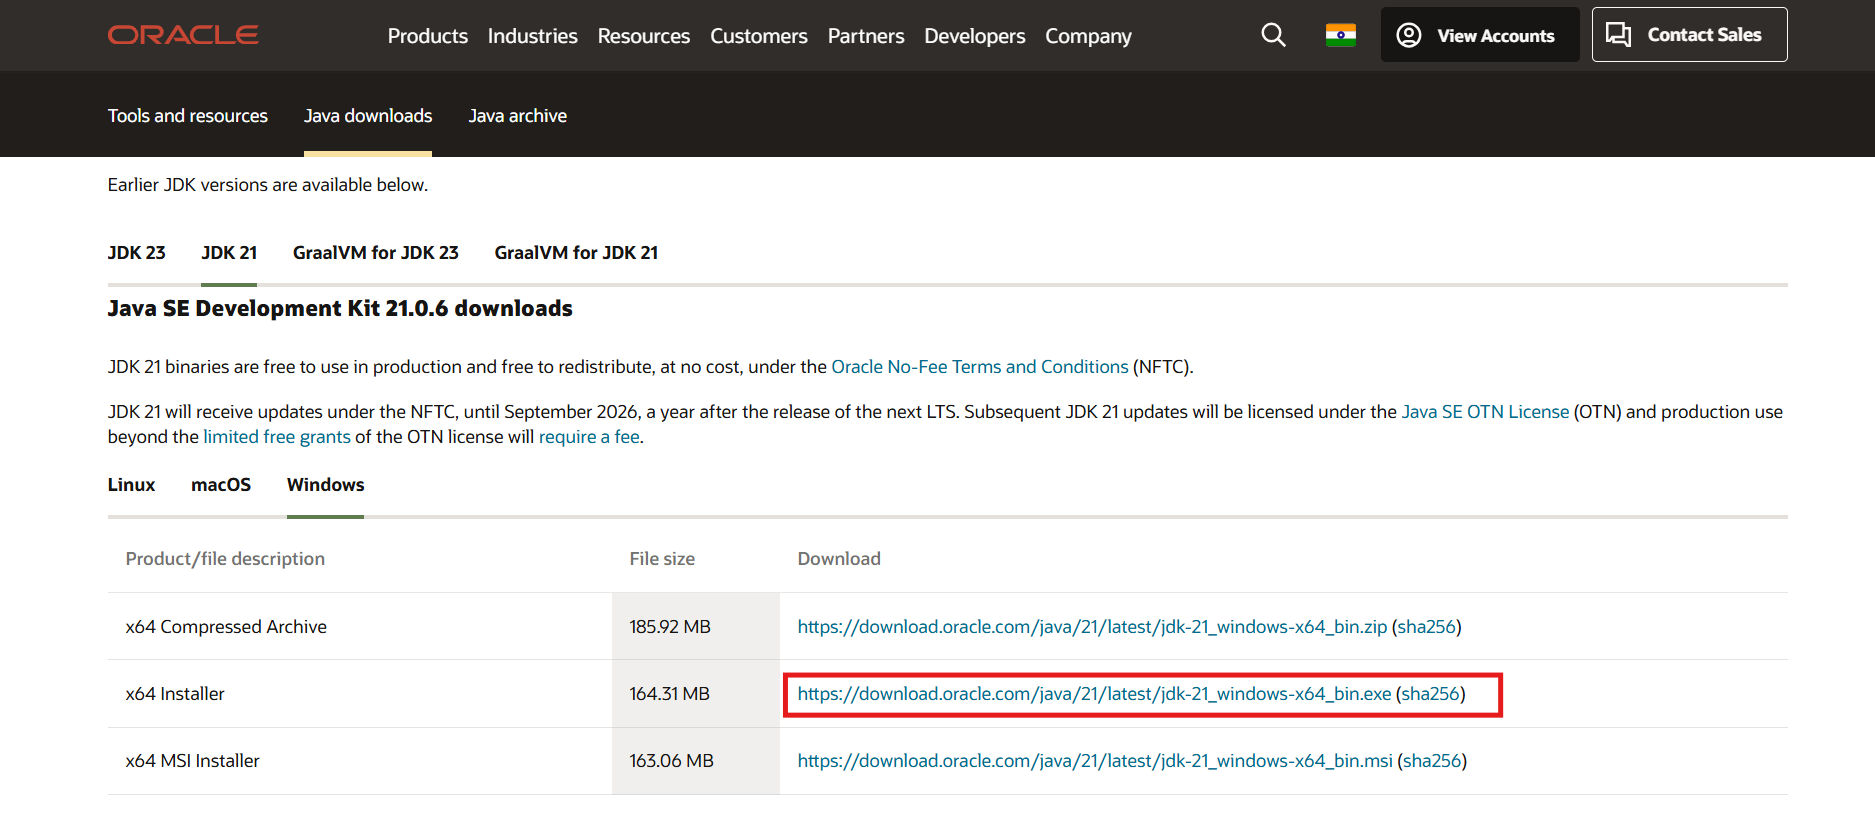 ORACLE Products Industries Resources Customers Partners Developers Company View Accounts Contact Sales
Tools and resources Java downloads Java archive
Earlier JDK versions are available below.
JDK 23 JDK 21 GraalVM for JDK 23 GraalVM for JDK 21
Java SE Development Kit 21.0.6 downloads
JDK 21 binaries are free to use in production and free to redistribute, at no cost, under the Oracle No-Fee Terms and Conditions (NFTC).
JDK 21 will receive updates under the NFTC, until September 2026, a year after the release of the next LTS. Subsequent JDK 21 updates will be licensed under the Java SE OTN License (OTN) and production use
beyond the limited free grants of the OTN license will require a fee.
Linux macOS Windows
Product/file description File size Download
x64 Compressed Archive 185.92 MB https://download.oracle.com/java/21/latest/jdk-21_windows-x64_bin.zip (sha256)
x64 Installer 164.31 MB https://download.oracle.com/java/21/latest/jdk-21_windows-x64_bin.exe (sha256)
x64 MSI Installer 163.06 MB https://download.oracle.com/java/21/latest/jdk-21_windows-x64_bin.msi (sha256)